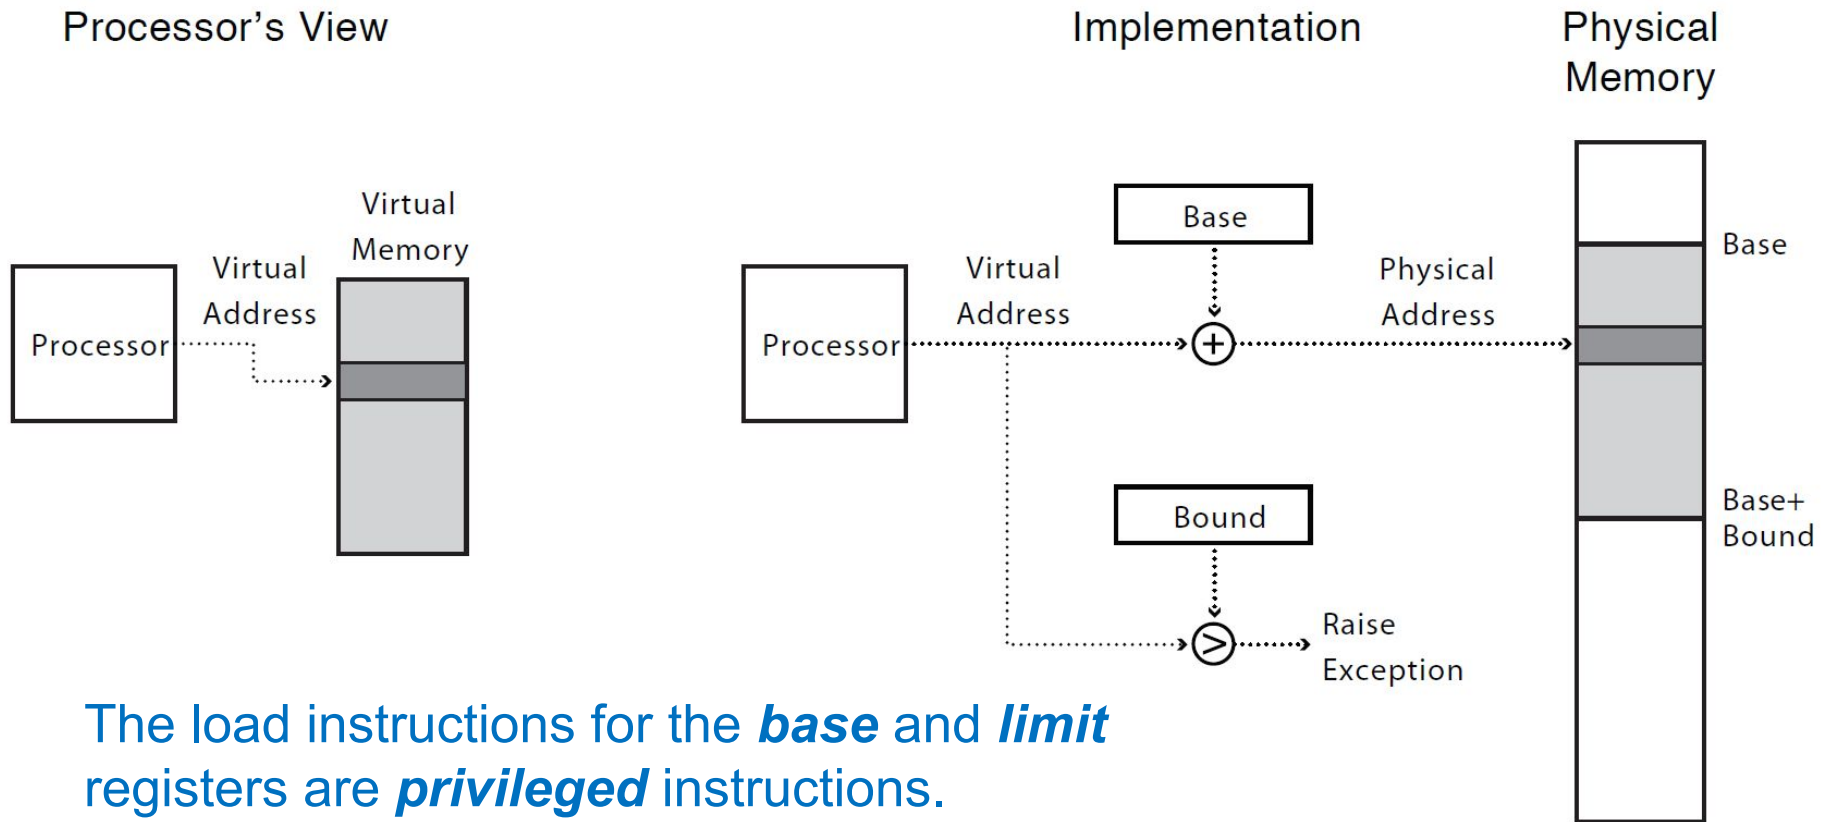 Processor's View
Implementation
Physical
Memory
Virtual
Memory
Virtual
Address
Processor
Processor
Virtual
Address
Base
Physical
Address
Base
+
Bound
>
Raise
Exception
Base+
Bound
The load instructions for the base and limit
registers are privileged instructions.